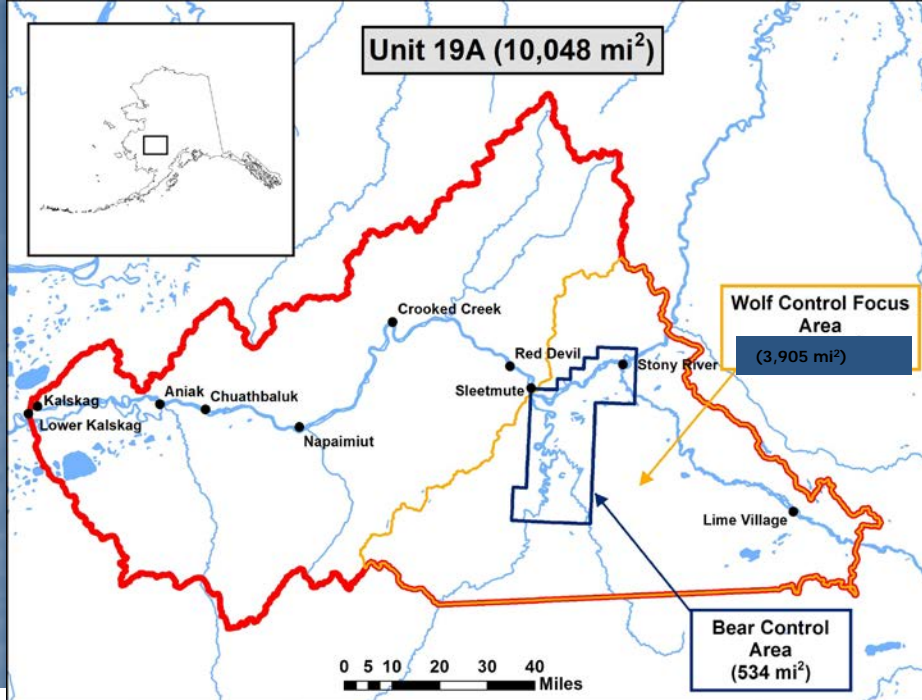 Unit 19A (10,048 mi²)
Crooked Creek
Wolf Control Focus
Area
(3,905 mi²)
Red Devil
Stony River
Sleetmute
Kalskag
Lower Kalskag
Aniak
Chuathbaluk
Napaimiut
Lime Village
Bear Control
Area
(534 mi²)
0 5 10 20 30 40
Miles